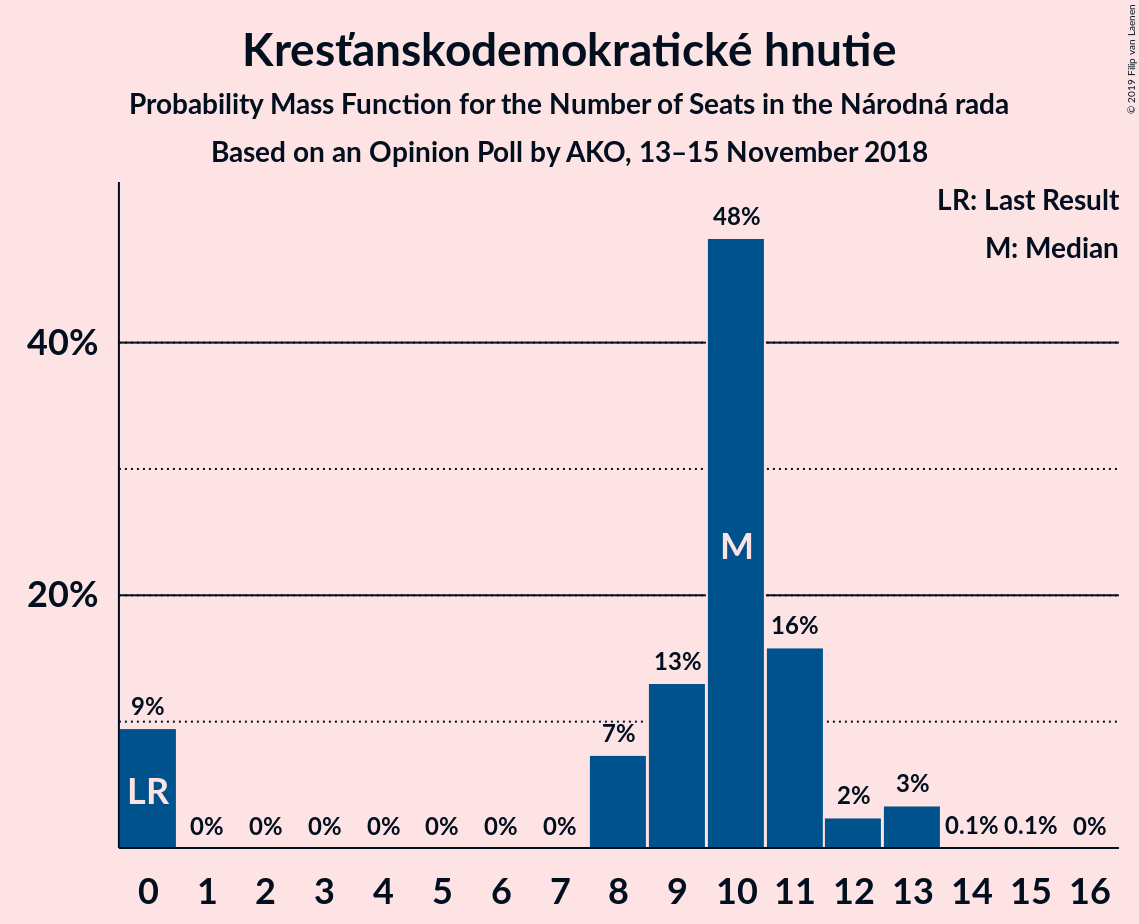 Kresťanskodemokratické hnutie
Probability Mass Function for the Number of Seats in the Národná rada
Based on an Opinion Poll by AKO, 13–15 November 2018
© 2019 Filip van Laenen
LR: Last Result
M: Median
40%
20%
9% 0% 0% 0% 0% 0% 0% 0% 7% 13% 48% 16% 2% 3% 0.1% 0.1% 0%
LR
M
0 1 2 3 4 5 6 7 8 9 10 11 12 13 14 15 16